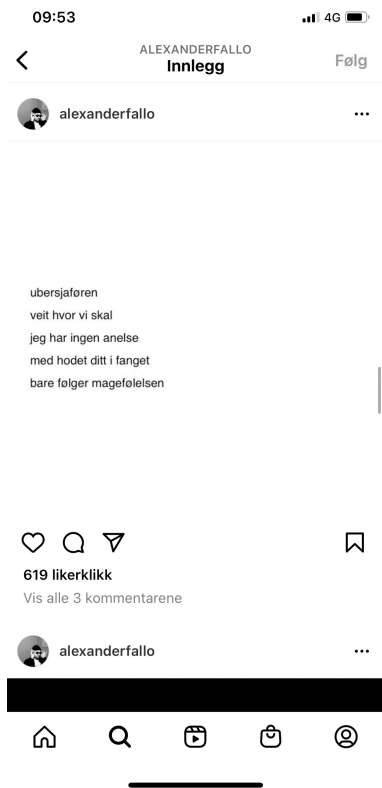 09:53
4G
ALEXANDERFALLO
Innlegg
Følg
alexanderfallo
ubersjaføren
veit hvor vi skal
jeg har ingen anelse
med hodet ditt i fanget
bare følger magefølelsen
619 likerklikk
Vis alle 3 kommentarene
alexanderfallo